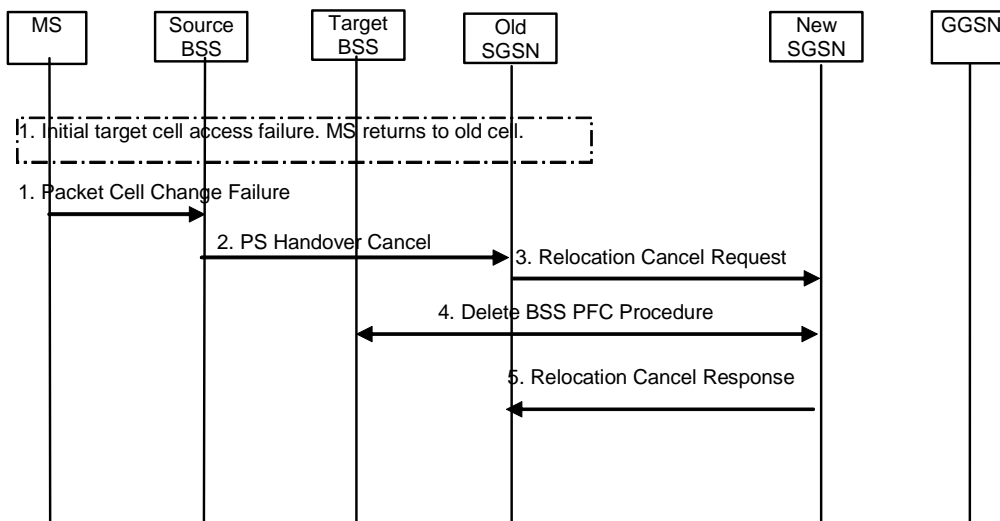 MS
Source
BSS
Target
BSS
Old
SGSN
New
SGSN
GGSN
1. Initial target cell access failure. MS returns to old cell.
1. Packet Cell Change Failure
2. PS Handover Cancel
3. Relocation Cancel Request
4. Delete BSS PFC Procedure
5. Relocation Cancel Response